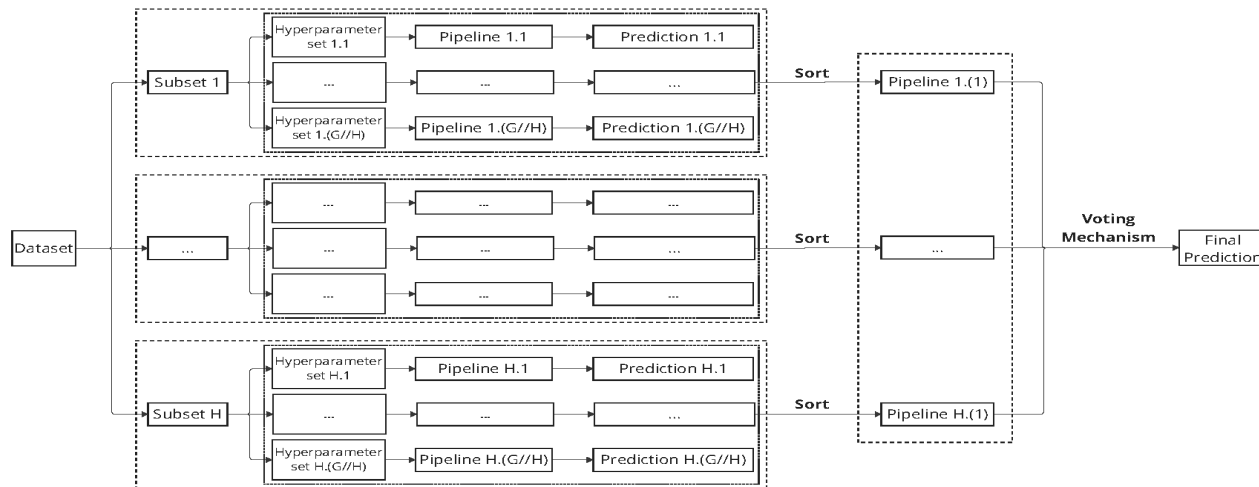 Hyperparameter
set 1.1
Pipeline 1.1
Prediction 1.1
Subset 1
...
...
...
Sort
Pipeline 1.(1)
Hyperparameter
set 1.(G//H)
Pipeline 1.(G//H)
Prediction 1.(G//H)
...
...
...
Dataset
...
...
...
...
Sort
...
Voting
Mechanism
Final
Prediction
...
...
...
Hyperparameter
set H.1
Pipeline H.1
Prediction H.1
Subset H
...
...
...
Sort
Pipeline H.(1)
Hyperparameter
set H.(G//H)
Pipeline H.(G//H)
Prediction H.(G//H)